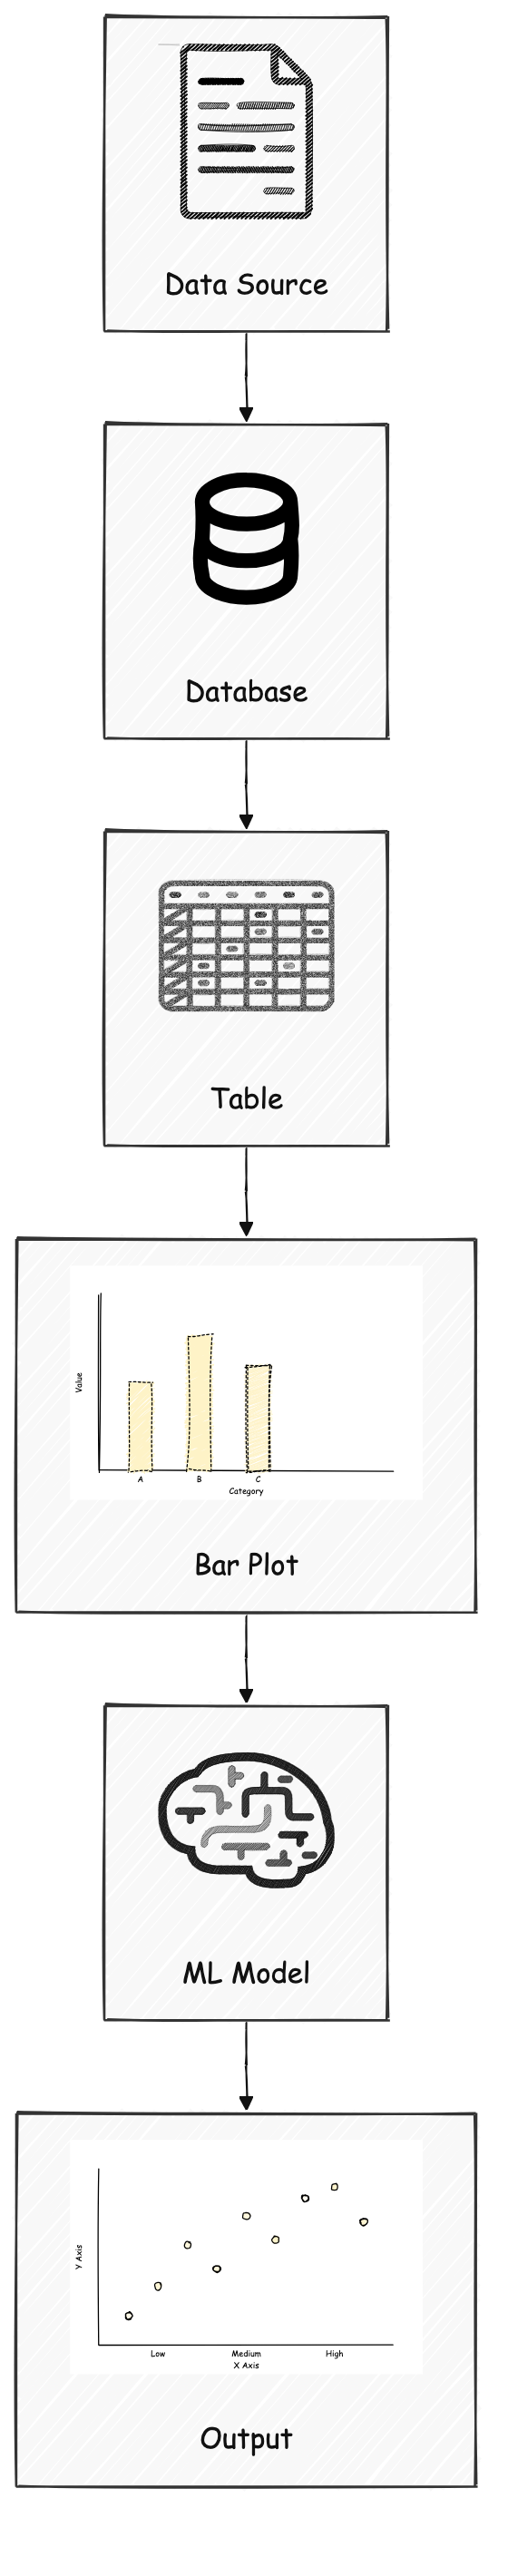 Data Source
Database
Table
Value
A B C
Category
Bar Plot
ML Model
Y Axis
Low Medium High
X Axis
Output